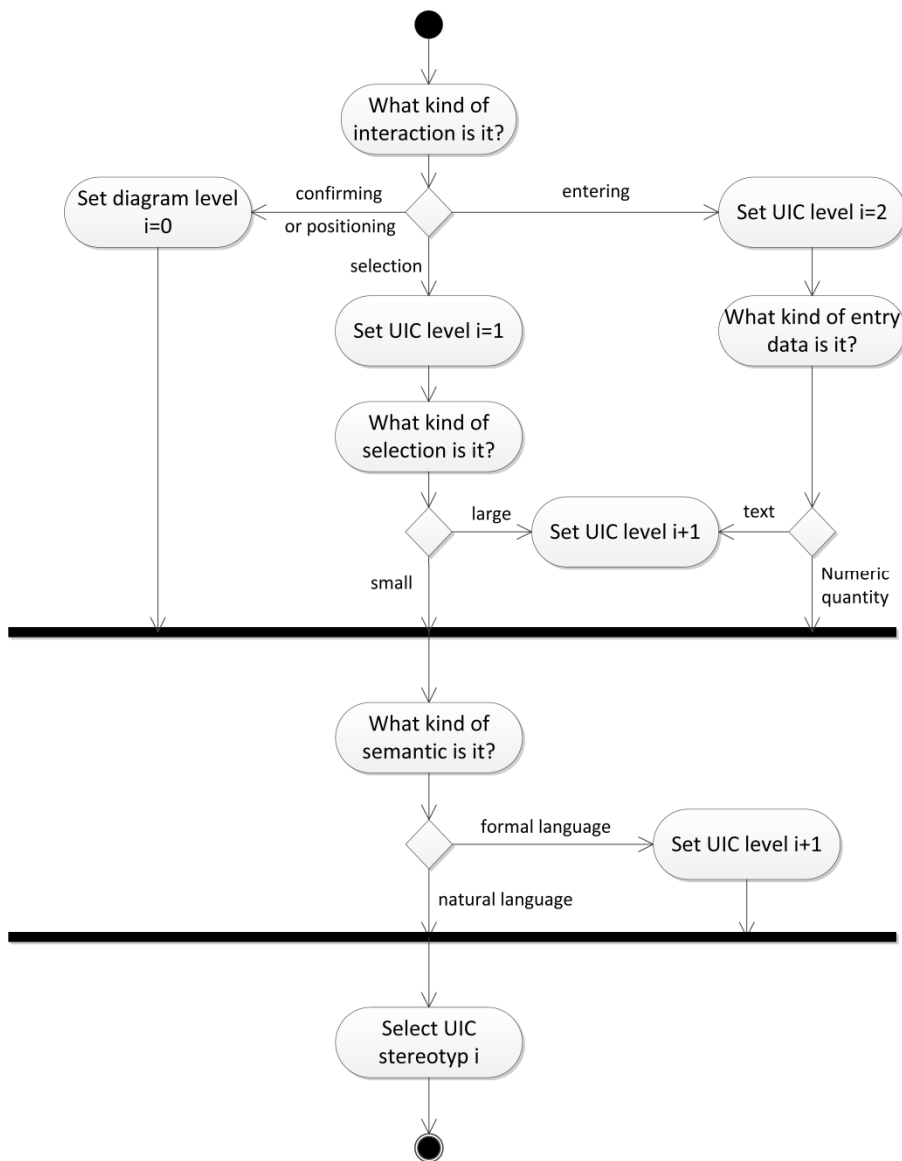 What kind of
interaction is it?
confirming
or positioning
entering
Set diagram level
i=0
Set UIC level i=2
selection
Set UIC level i=1
What kind of entry
data is it?
What kind of
selection is it?
large
Set UIC level i+1
text
small
Numeric
quantity
What kind of
semantic is it?
formal language
Set UIC level i+1
natural language
Select UIC
stereotyp i